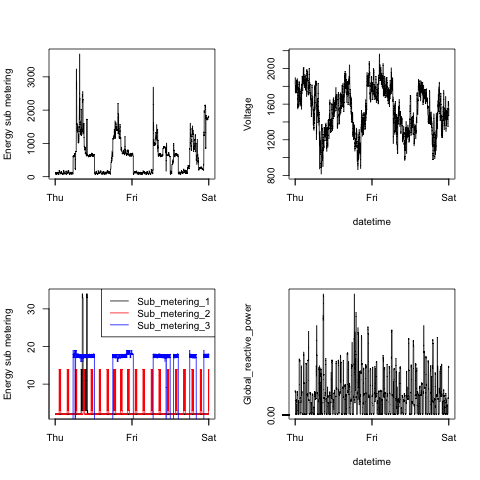 Energy sub metering
0 1000 2000 3000
Thu Fri Sat
Voltage
800 1200 1600 2000
Thu Fri Sat
datetime
Energy sub metering
10 20 30
Sub_metering_1
Sub_metering_2
Sub_metering_3
Thu Fri Sat
Global_reactive_power
0.00
Thu Fri Sat
datetime